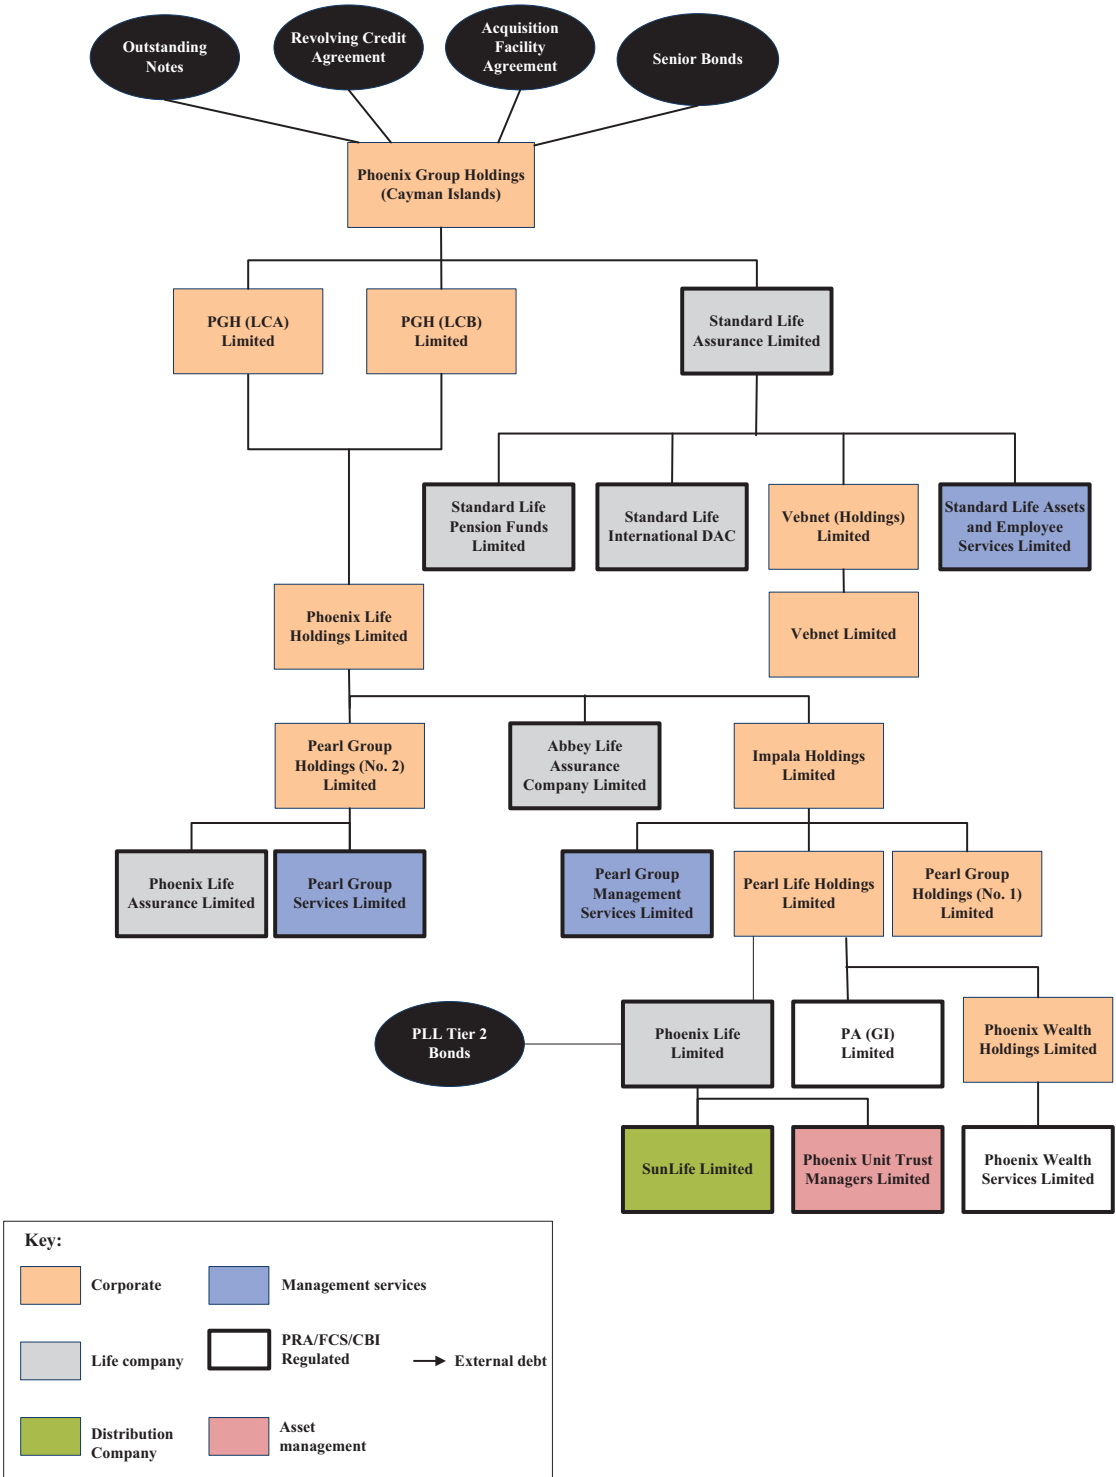 Outstanding
Notes
Revolving Credit
Agreement
Acquisition
Facility
Agreement
Senior Bonds
Phoenix Group Holdings
(Cayman Islands)
PGH (LCA)
Limited
PGH (LCB)
Limited
Standard Life
Assurance Limited
Standard Life
Pension Funds
Limited
Standard Life
International DAC
Vebnet (Holdings)
Limited
Standard Life Assets
and Employee
Services Limited
Phoenix Life
Holdings Limited
Vebnet Limited
Pearl Group
Holdings (No. 2)
Limited
Abbey Life
Assurance
Company Limited
Impala Holdings
Limited
Phoenix Life
Assurance Limited
Pearl Group
Services Limited
Pearl Group
Management
Services Limited
Pearl Life Holdings
Limited
Pearl Group
Holdings (No. 1)
Limited
PLL Tier 2
Bonds
Phoenix Life
Limited
PA (GI)
Limited
Phoenix Wealth
Holdings Limited
SunLife Limited
Phoenix Unit Trust
Managers Limited
Phoenix Wealth
Services Limited
Key:
Corporate
Management services
Life company
PRA/FCS/CBI
Regulated
External debt
Distribution
Company
Asset
management